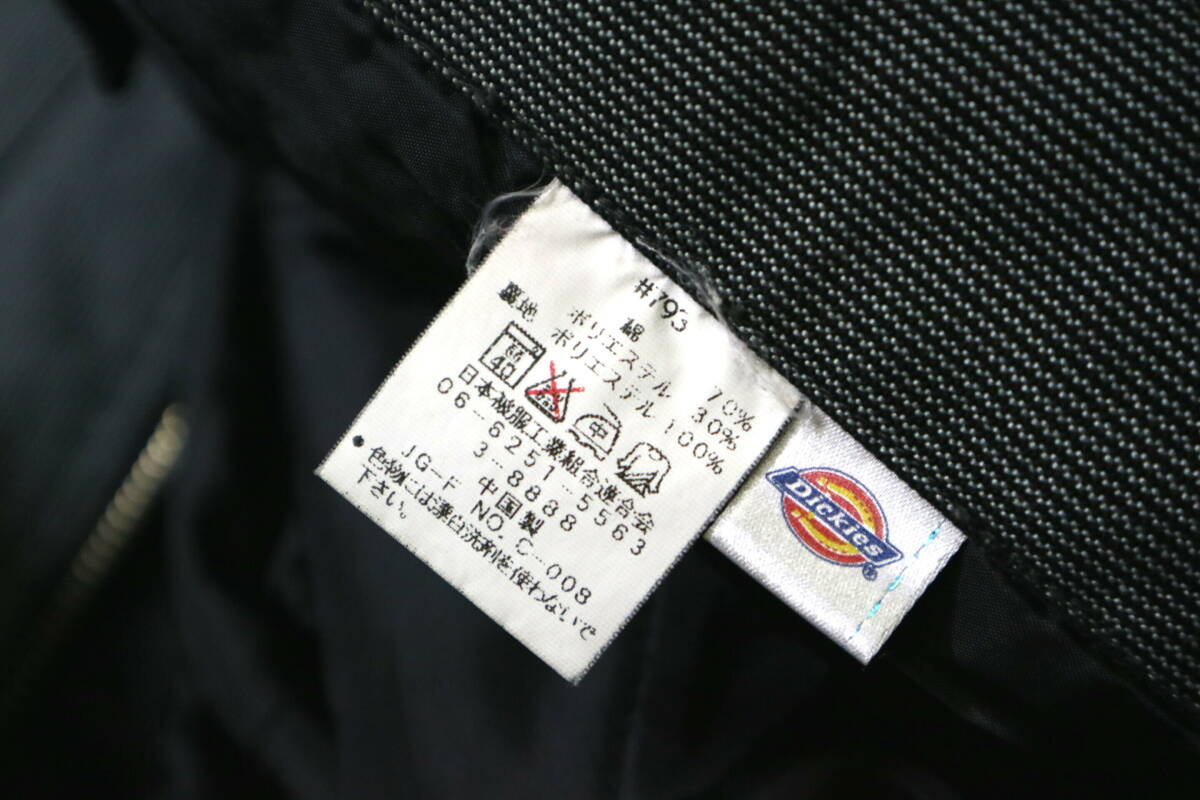 #793
綿 70%
ポリエステル 30%
裏地 ポリエステル 100%
40 中
日本被服工業組合連合会
06-6251-5563
3-8888
JG-F 中国製
NO. C-008
•色物には漂白洗剤を使わないで
下さい。
Dickies®